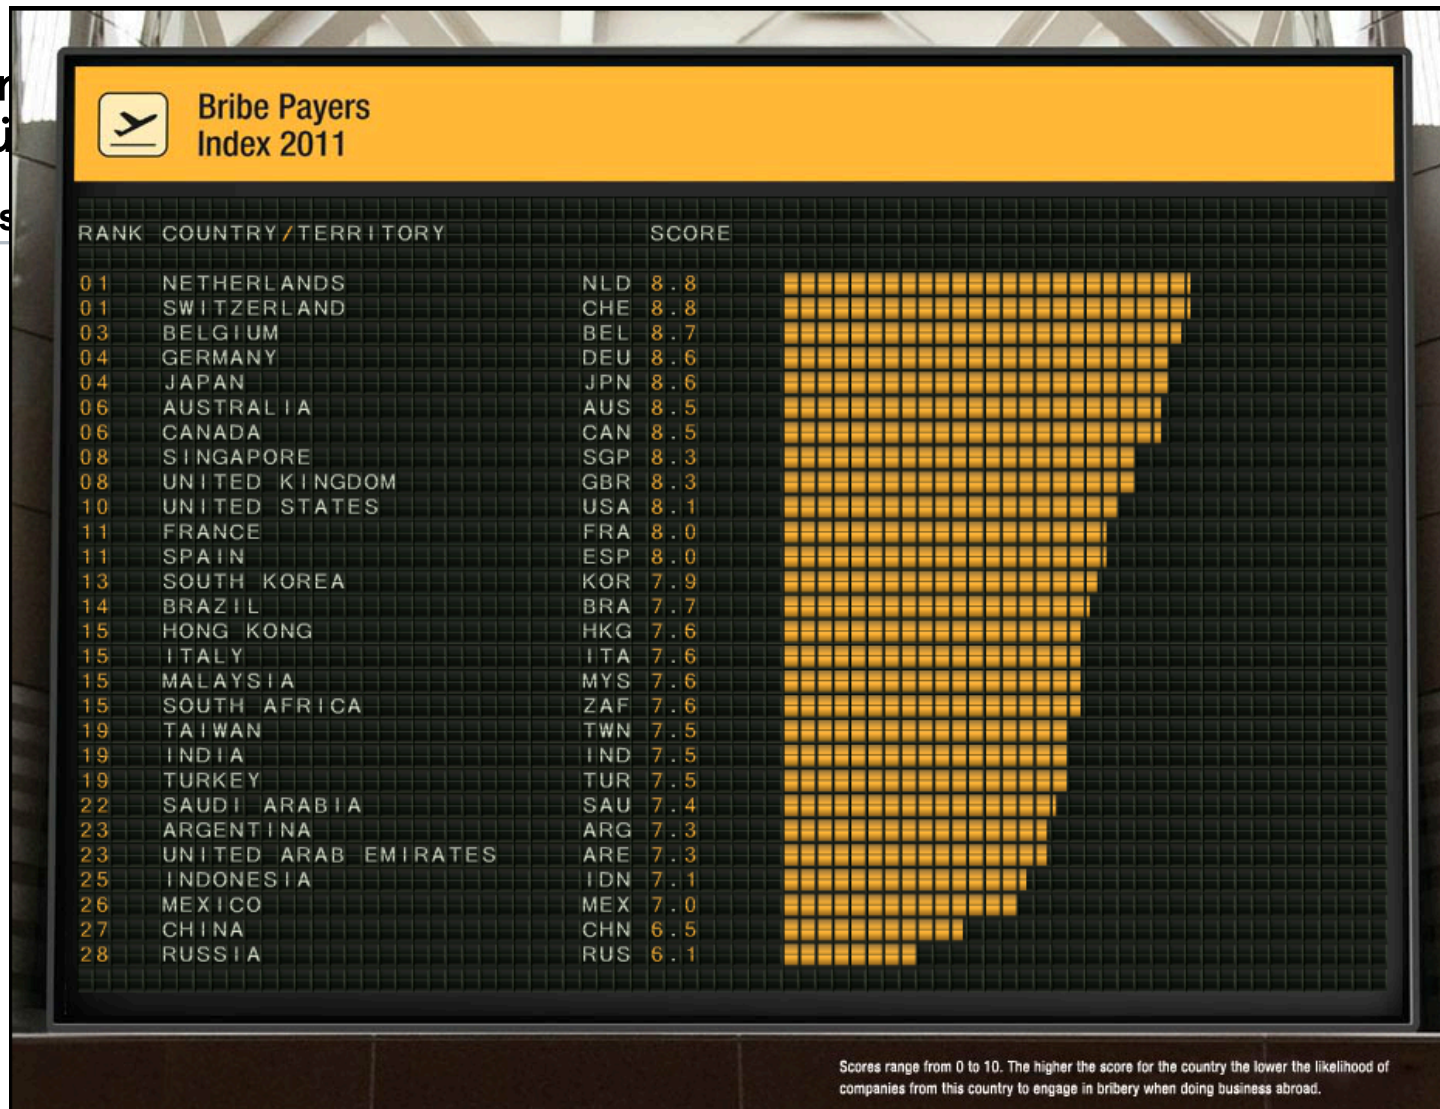 Bribe Payers
Index 2011
RANK COUNTRY/TERRITORY SCORE
01 NETHERLANDS NLD 8.8
01 SWITZERLAND CHE 8.8
03 BELGIUM BEL 8.7
04 GERMANY DEU 8.6
04 JAPAN JPN 8.6
06 AUSTRALIA AUS 8.5
06 CANADA CAN 8.5
08 SINGAPORE SGP 8.3
08 UNITED KINGDOM GBR 8.3
10 UNITED STATES USA 8.1
11 FRANCE FRA 8.0
11 SPAIN ESP 8.0
13 SOUTH KOREA KOR 7.9
14 BRAZIL BRA 7.7
15 HONG KONG HKG 7.6
15 ITALY ITA 7.6
15 MALAYSIA MYS 7.6
15 SOUTH AFRICA ZAF 7.6
19 TAIWAN TWN 7.5
19 INDIA IND 7.5
19 TURKEY TUR 7.5
22 SAUDI ARABIA SAU 7.4
23 ARGENTINA ARG 7.3
23 UNITED ARAB EMIRATES ARE 7.3
25 INDONESIA IDN 7.1
26 MEXICO MEX 7.0
27 CHINA CHN 6.5
28 RUSSIA RUS 6.1
Scores range from 0 to 10. The higher the score for the country the lower the likelihood of
companies from this country to engage in bribery when doing business abroad.